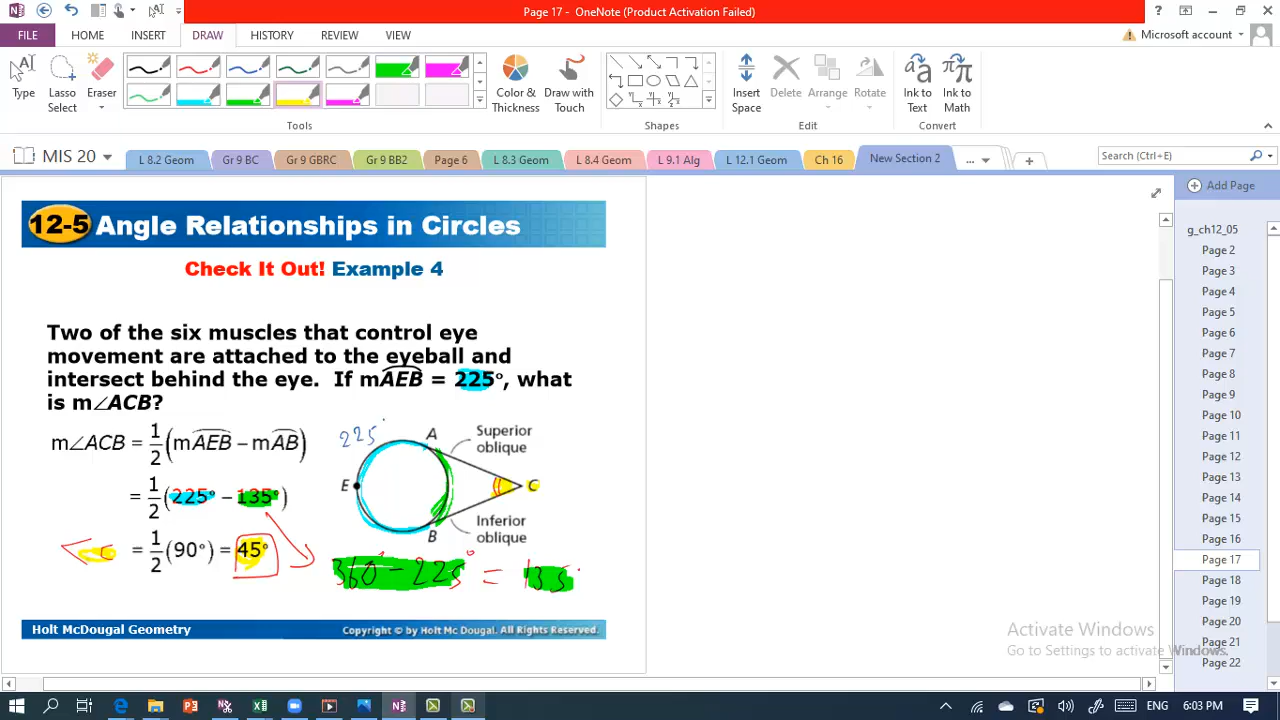 Page 17 - OneNote (Product Activation Failed)
Microsoft account
FILE HOME INSERT DRAW HISTORY REVIEW VIEW
Type Lasso Select Eraser Color & Thickness Draw with Touch Insert Space Delete Arrange Rotate Ink to Text Ink to Math
Tools Shapes Edit Convert
MIS 20 L 8.2 Geom Gr 9 BC Gr 9 GBRC Gr 9 BB2 Page 6 L 8.3 Geom L 8.4 Geom L 9.1 Alg L 12.1 Geom Ch 16 New Section 2 ... Search (Ctrl+E)
12-5 Angle Relationships in Circles
Check It Out! Example 4
Two of the six muscles that control eye
movement are attached to the eyeball and
intersect behind the eye. If mAEB = 225°, what
is m∠ACB?
m∠ACB = 1/2 (mAEB – mAB)
= 1/2 (225° – 135°)
= 1/2 (90°) = 45°
225°
A
Superior
oblique
E
C
Inferior
oblique
B
360° – 225° = 135°
Holt McDougal Geometry Copyright © by Holt Mc Dougal. All Rights Reserved.
Add Page
g_ch12_05
Page 2
Page 3
Page 4
Page 5
Page 6
Page 7
Page 8
Page 9
Page 10
Page 11
Page 12
Page 13
Page 14
Page 15
Page 16
Page 17
Page 18
Page 19
Page 20
Page 21
Page 22
Activate Windows
Go to Settings to activate Windows.
ENG 6:03 PM